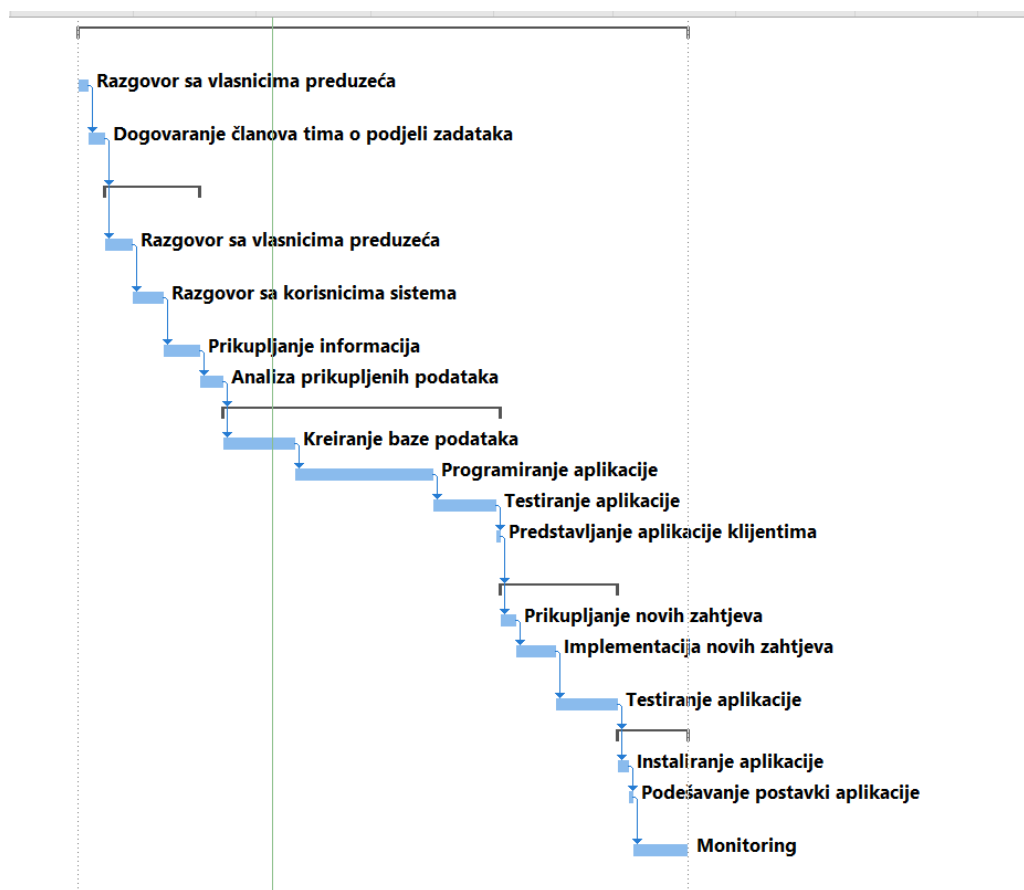 Razgovor sa vlasnicima preduzeća
Dogovaranje članova tima o podjeli zadataka
Razgovor sa vlasnicima preduzeća
Razgovor sa korisnicima sistema
Prikupljanje informacija
Analiza prikupljenih podataka
Kreiranje baze podataka
Programiranje aplikacije
Testiranje aplikacije
Predstavljanje aplikacije klijentima
Prikupljanje novih zahtjeva
Implementacija novih zahtjeva
Testiranje aplikacije
Instaliranje aplikacije
Podešavanje postavki aplikacije
Monitoring